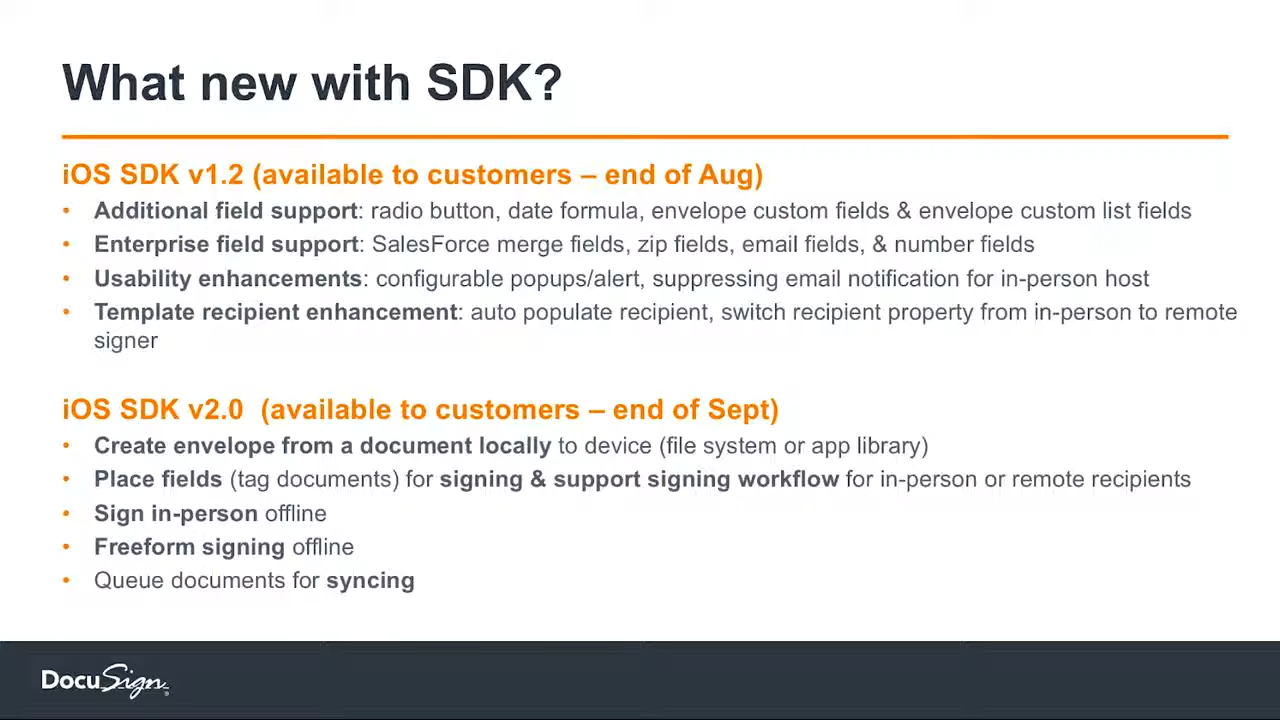 What new with SDK?
iOS SDK v1.2 (available to customers – end of Aug)
• Additional field support: radio button, date formula, envelope custom fields & envelope custom list fields
• Enterprise field support: SalesForce merge fields, zip fields, email fields, & number fields
• Usability enhancements: configurable popups/alert, suppressing email notification for in-person host
• Template recipient enhancement: auto populate recipient, switch recipient property from in-person to remote
signer
iOS SDK v2.0 (available to customers – end of Sept)
• Create envelope from a document locally to device (file system or app library)
• Place fields (tag documents) for signing & support signing workflow for in-person or remote recipients
• Sign in-person offline
• Freeform signing offline
• Queue documents for syncing
DocuSign